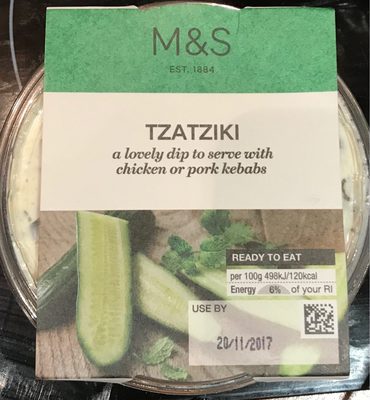 M&S
EST. 1884
TZATZIKI
a lovely dip to serve with
chicken or pork kebabs
READY TO EAT
per 100g 498kJ/120kcal
Energy 6% of your RI
USE BY
20/11/2017